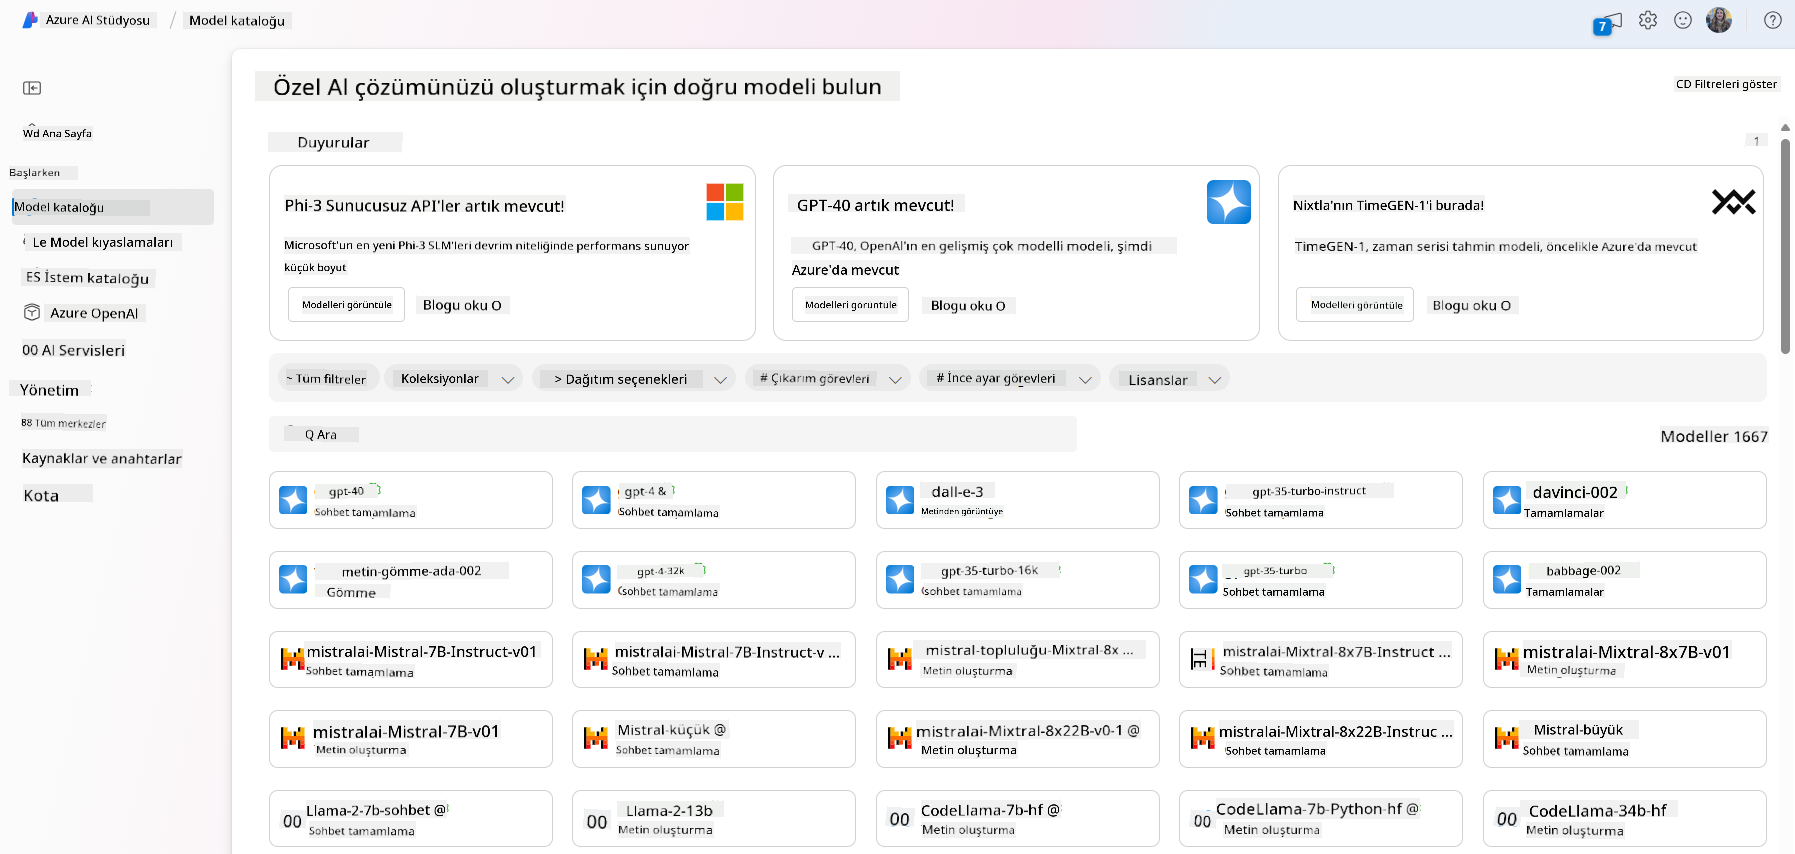 Azure AI Stüdyosu / Model kataloğu
7
Özel AI çözümünüzü oluşturmak için doğru modeli bulun
CD Filtreleri göster
Wd Ana Sayfa
Başlarken
Model kataloğu
Le Model kıyaslamaları
ES İstem kataloğu
Azure OpenAI
00 AI Servisleri
Yönetim
88 Tüm merkezler
Kaynaklar ve anahtarlar
Kota
Duyurular
1
Phi-3 Sunucusuz API'ler artık mevcut!
Microsoft'un en yeni Phi-3 SLM'leri devrim niteliğinde performans sunuyor
küçük boyut
Modelleri görüntüle
Blogu oku O
GPT-40 artık mevcut!
GPT-40, OpenAI'ın en gelişmiş çok modelli modeli, şimdi
Azure'da mevcut
Modelleri görüntüle
Blogu oku O
Nixtla'nın TimeGEN-1'i burada!
TimeGEN-1, zaman serisi tahmin modeli, öncelikle Azure'da mevcut
Modelleri görüntüle
Blogu oku O
~ Tüm filtreler
Koleksiyonlar
> Dağıtım seçenekleri
# Çıkarım görevleri
# İnce ayar görevleri
Lisanslar
Q Ara
Modeller 1667
gpt-40
Sohbet tamamlama
gpt-4 &
Sohbet tamamlama
dall-e-3
Metinden görüntüye
gpt-35-turbo-instruct
Sohbet tamamlama
davinci-002
Tamamlamalar
metin-gömme-ada-002
Gömme
gpt-4-32k
sohbet tamamlama
gpt-35-turbo-16k
sohbet tamamlama
gpt-35-turbo
Sohbet tamamlama
babbage-002
Tamamlamalar
mistralai-Mistral-7B-Instruct-v01
Sohbet tamamlama
mistralai-Mistral-7B-Instruct-v ...
Sohbet tamamlama
mistral-topluluğu-Mixtral-8x ...
Metin oluşturma
mistralai-Mixtral-8x7B-Instruct ...
Sohbet tamamlama
mistralai-Mixtral-8x7B-v01
Metin oluşturma
mistralai-Mistral-7B-v01
Metin oluşturma
Mistral-küçük @
Sohbet tamamlama
mistralai-Mixtral-8x22B-v0-1 @
Metin oluşturma
mistralai-Mixtral-8x22B-Instruc ...
Sohbet tamamlama
Mistral-büyük
Sohbet tamamlama
00 Llama-2-7b-sohbet @
Sohbet tamamlama
00 Llama-2-13b
Metin oluşturma
00 CodeLlama-7b-hf @
Metin oluşturma
00 CodeLlama-7b-Python-hf @
Metin oluşturma
00 CodeLlama-34b-hf
Metin oluşturma